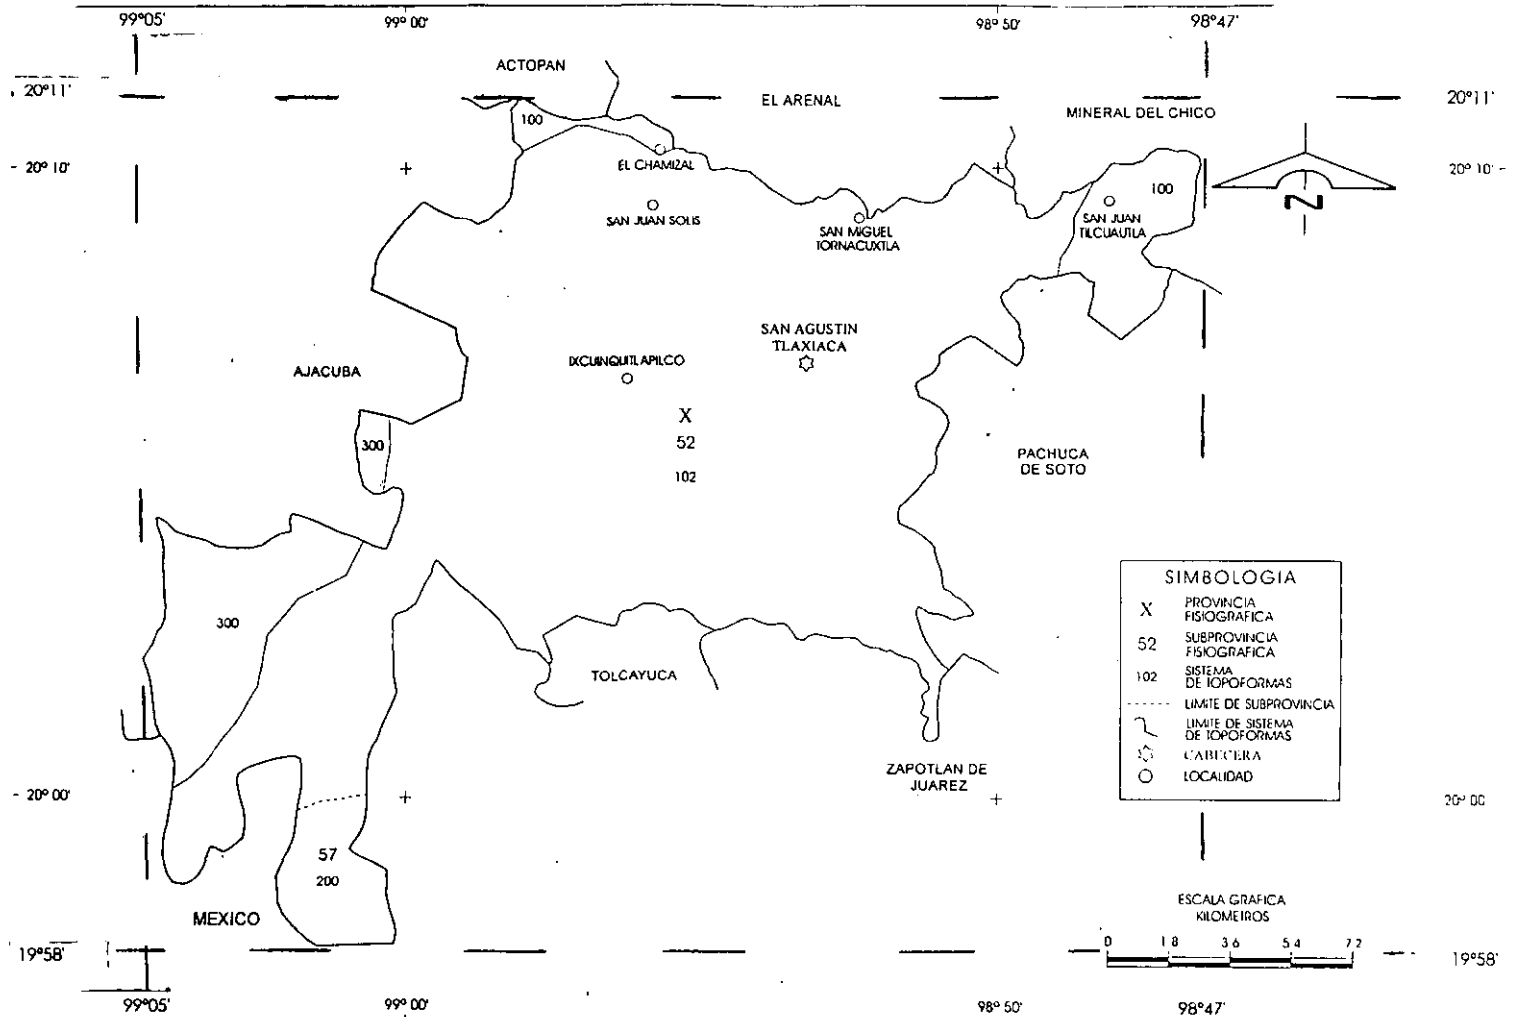 99°05'
99° 00'
98° 50'
98°47'
ACTOPAN
20°11'
EL ARENAL
MINERAL DEL CHICO
20°11'
100
20° 10'
EL CHAMIZAL
20° 10'
100
SAN JUAN SOLIS
SAN MIGUEL
TORNACUXTLA
SAN JUAN
TILCUAUTLA
N
SAN AGUSTIN
TLAXIACA
IXCUINQUITLAPILCO
AJACUBA
X
52
102
300
PACHUCA
DE SOTO
300
TOLCAYUCA
ZAPOTLAN DE
JUAREZ
SIMBOLOGIA
X PROVINCIA
FISIOGRAFICA
52 SUBPROVINCIA
FISIOGRAFICA
102 SISTEMA
DE TOPOFORMAS
LIMITE DE SUBPROVINCIA
LIMITE DE SISTEMA
DE TOPOFORMAS
CABECERA
LOCALIDAD
20° 00'
20° 00
57
200
MEXICO
ESCALA GRAFICA
KILOMETROS
0 1 8 3 6 5 4 7 2
19°58'
19°58'
99°05'
99° 00'
98° 50'
98°47'